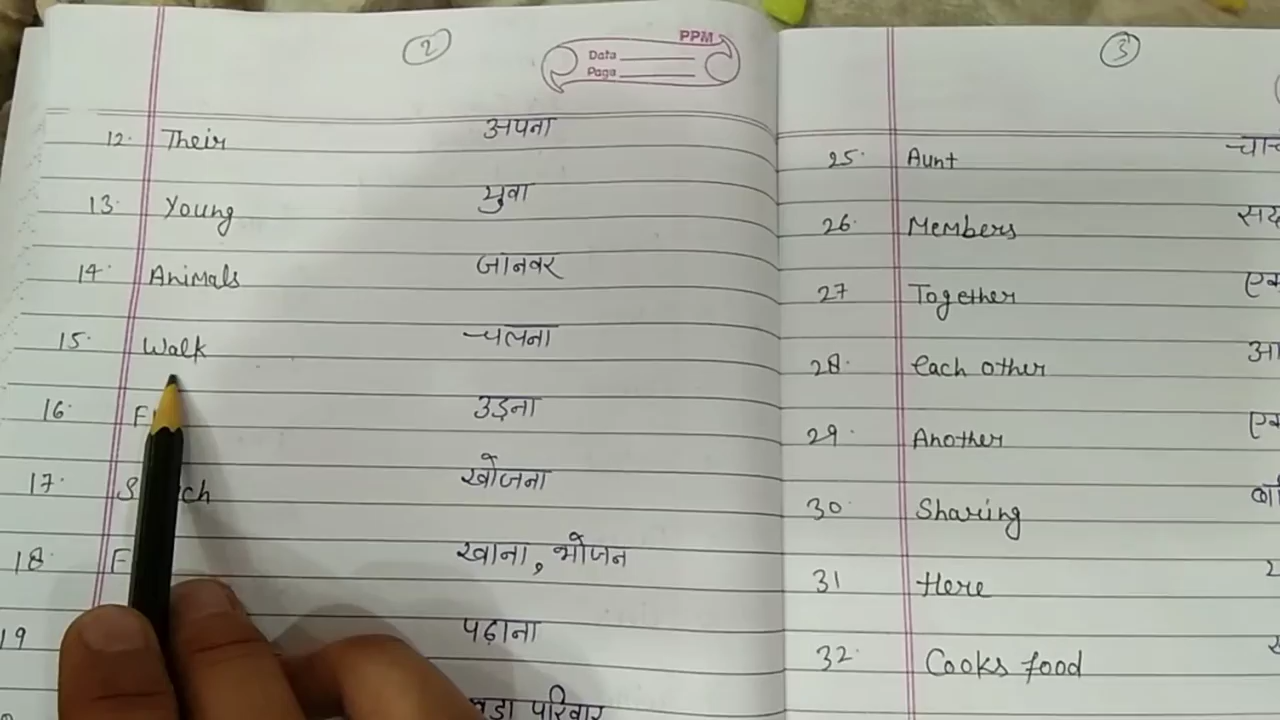 2
PPM
Data
Page
12. Their अपना
13. Young युवा
14. Animals जानवर
15. Walk चलना
16. उड़ना
17. खोजना
18 खाना, भोजन
19 पढ़ाना
बड़ा परिवार
3
25. Aunt
26. Members
27 Together
28. Each other
29. Another
30. Sharing
31 Here
32. Cooks food